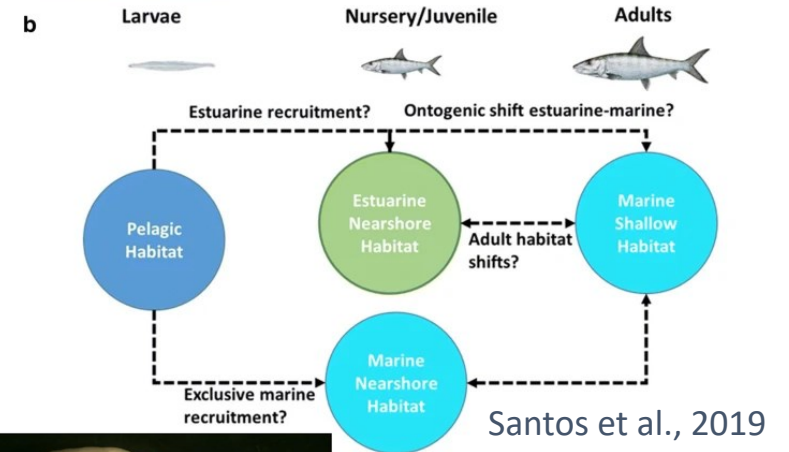 b
Larvae
Nursery/Juvenile
Adults
Estuarine recruitment?
Ontogenic shift estuarine-marine?
Pelagic
Habitat
Estuarine
Nearshore
Habitat
Marine
Shallow
Habitat
Adult habitat
shifts?
Marine
Nearshore
Habitat
Exclusive marine
recruitment?
Santos et al., 2019